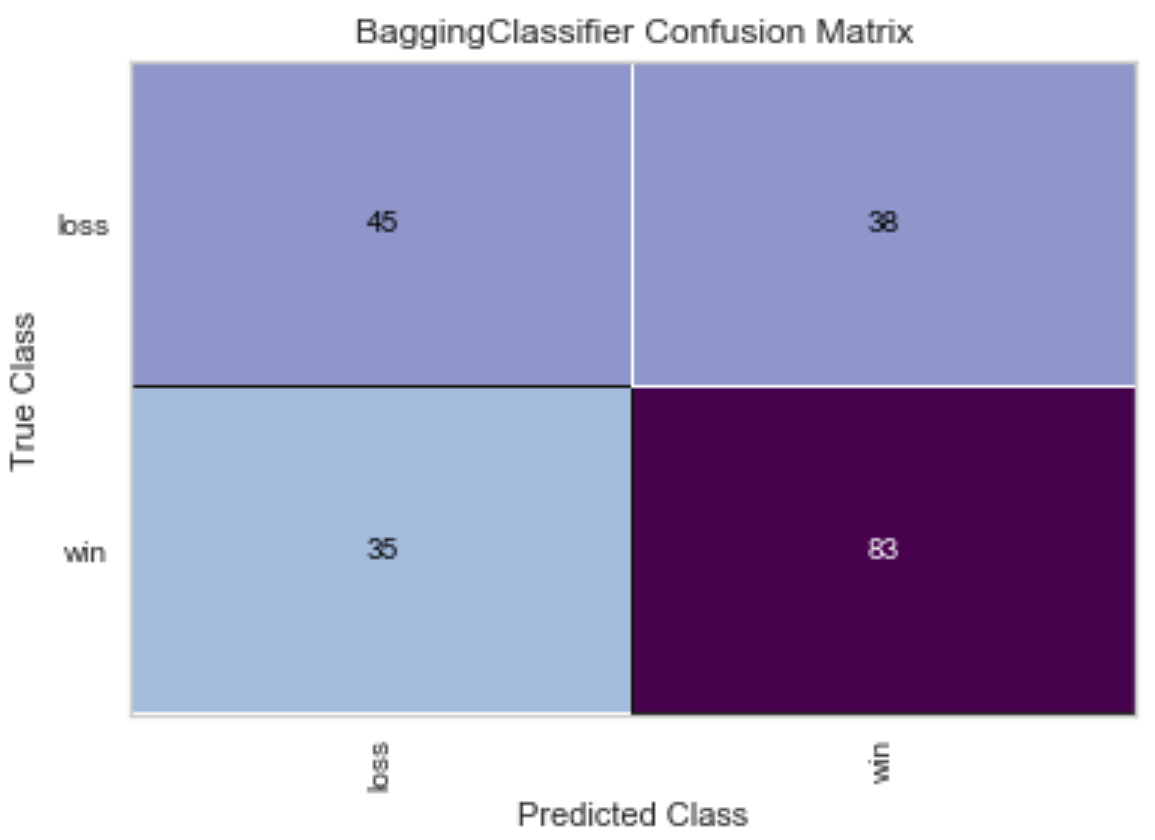 BaggingClassifier Confusion Matrix
True Class
loss
45
38
win
35
83
loss
win
Predicted Class